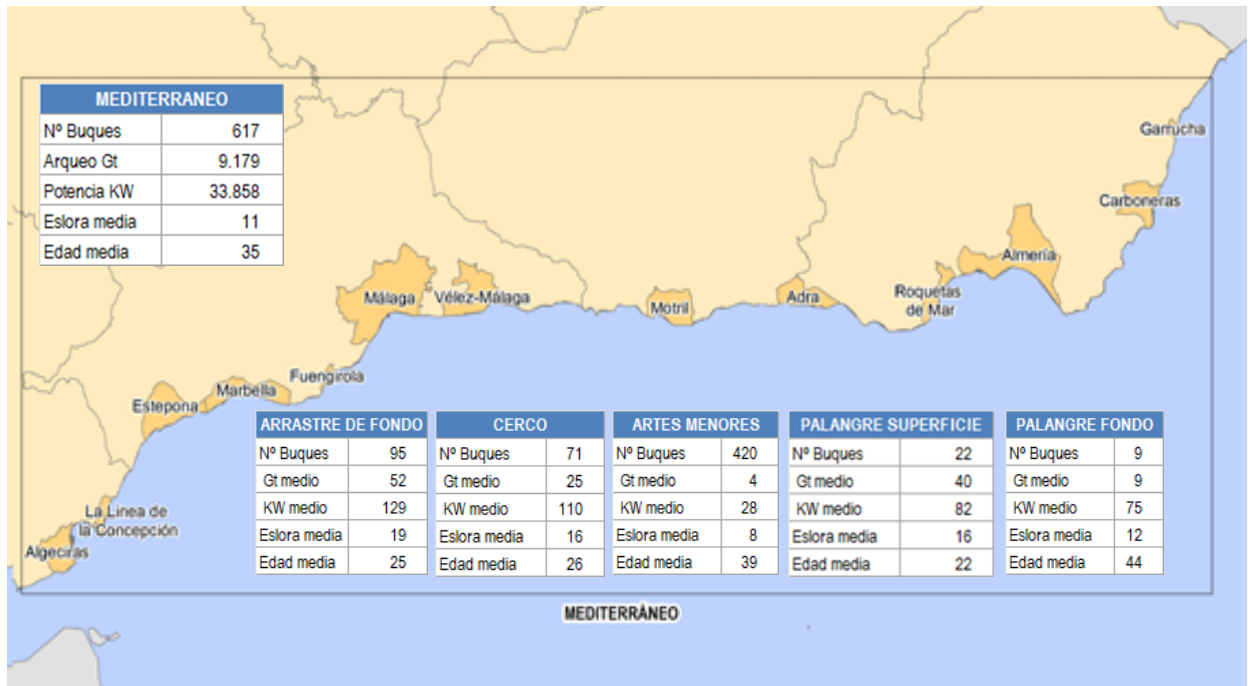 MEDITERRANEO
Nº Buques 617
Arqueo Gt 9.179
Potencia KW 33.858
Eslora media 11
Edad media 35
Garrucha
Carboneras
Almería
Málaga
Vélez-Málaga
Motril
Adra
Roquetas
de Mar
Fuengirola
Marbella
Estepona
La Linea de
la Concepción
Algeciras
ARRASTRE DE FONDO
Nº Buques 95
Gt medio 52
KW medio 129
Eslora media 19
Edad media 25
CERCO
Nº Buques 71
Gt medio 25
KW medio 110
Eslora media 16
Edad media 26
ARTES MENORES
Nº Buques 420
Gt medio 4
KW medio 28
Eslora media 8
Edad media 39
PALANGRE SUPERFICIE
Nº Buques 22
Gt medio 40
KW medio 82
Eslora media 16
Edad media 22
PALANGRE FONDO
Nº Buques 9
Gt medio 9
KW medio 75
Eslora media 12
Edad media 44
MEDITERRÁNEO